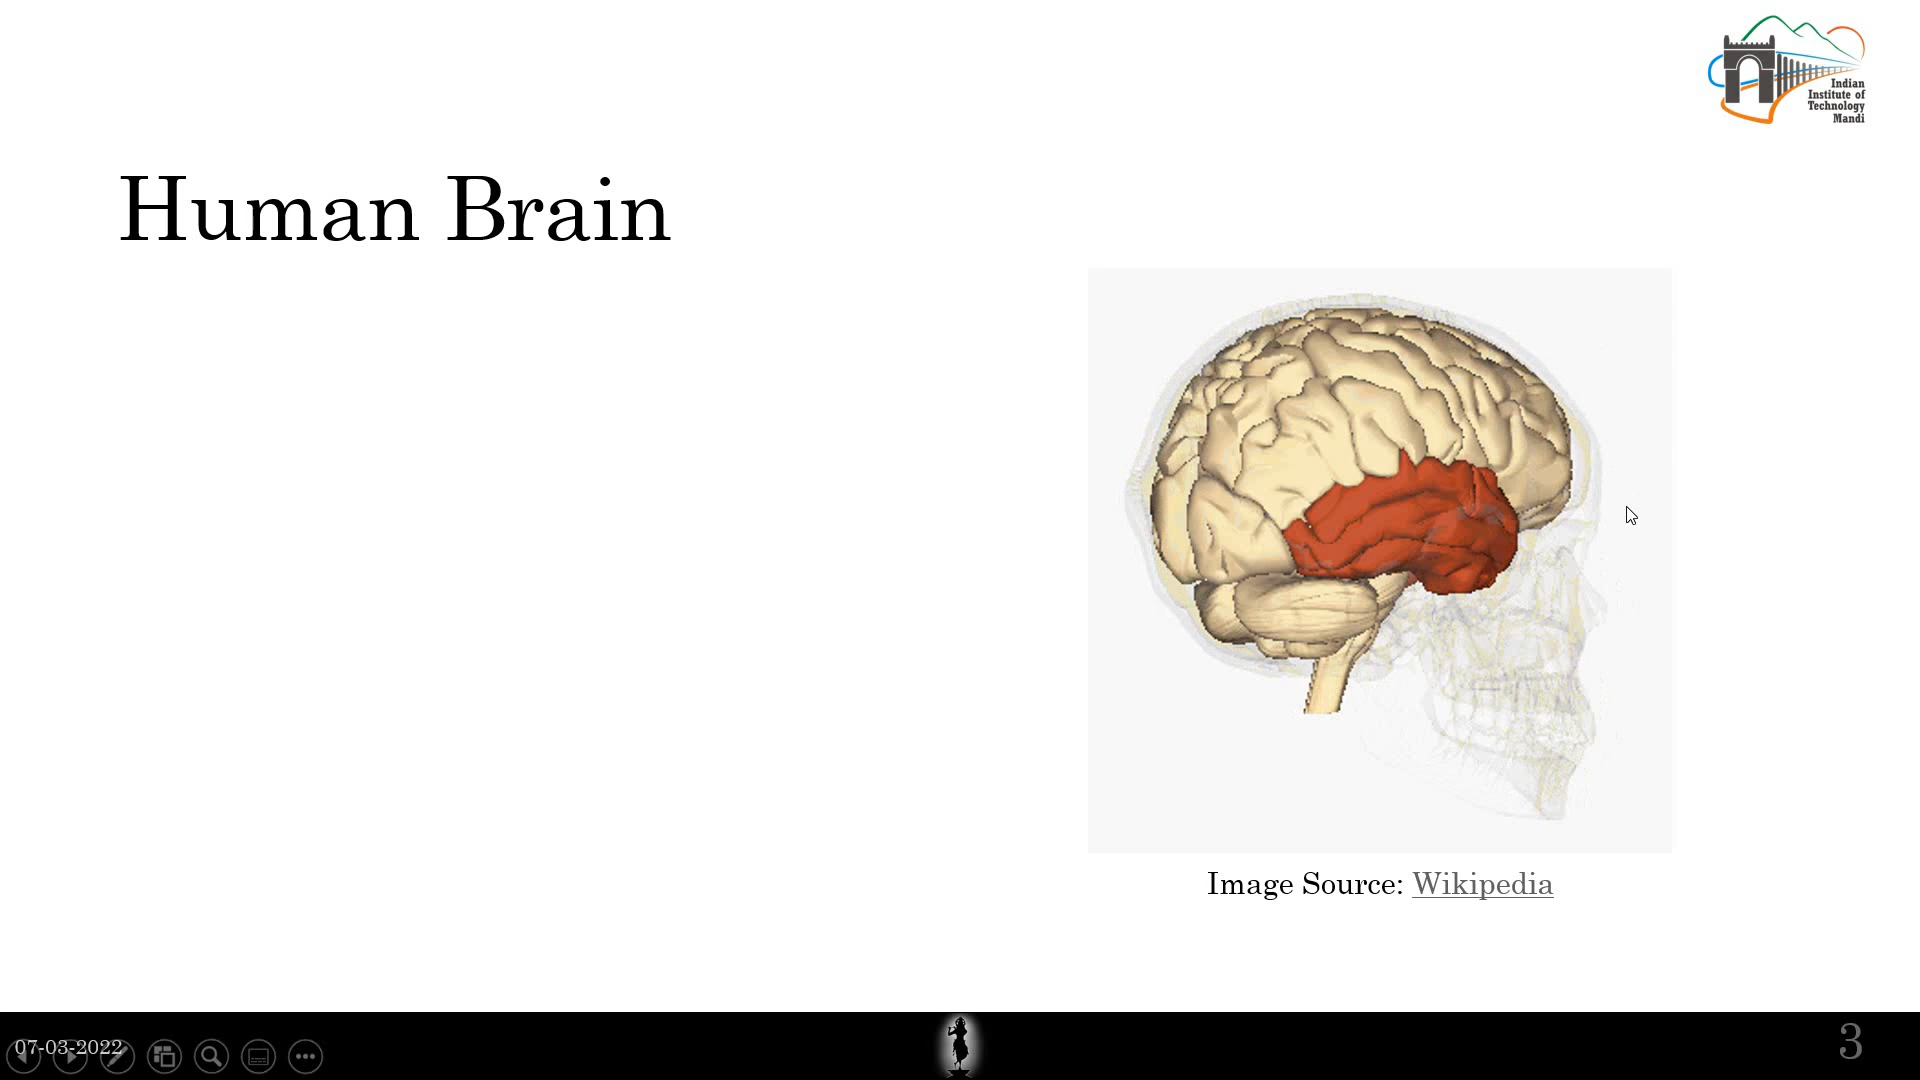 Indian
Institute of
Technology
Mandi
Human Brain
Image Source: Wikipedia
07-03-2022
3